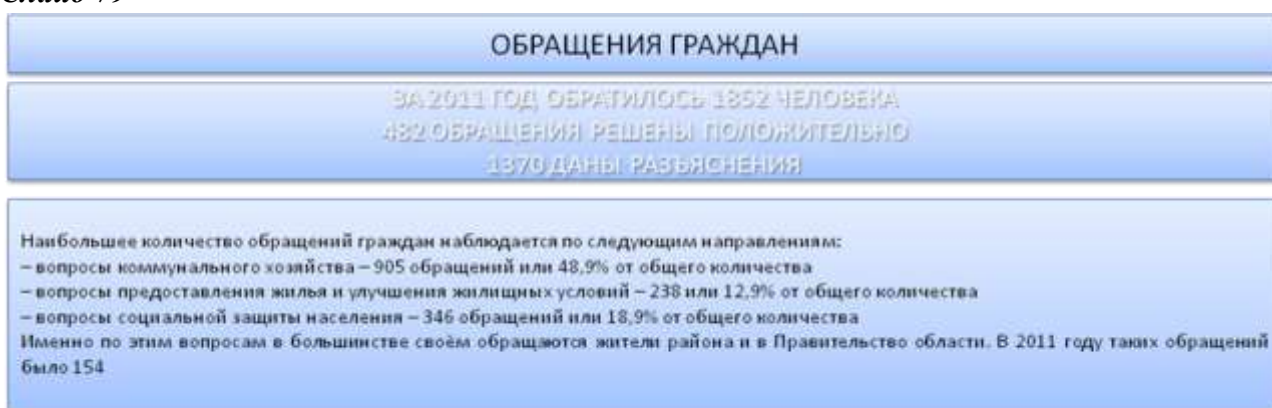 ОБРАЩЕНИЯ ГРАЖДАН
ЗА 2011 ГОД ОБРАТИЛОСЬ 1852 ЧЕЛОВЕКА
482 ОБРАЩЕНИЯ РЕШЕНЫ ПОЛОЖИТЕЛЬНО
1370 ДАНЫ РАЗЪЯСНЕНИЯ
Наибольшее количество обращений граждан наблюдается по следующим направлениям:
– вопросы коммунального хозяйства – 905 обращений или 48,9% от общего количества
– вопросы предоставления жилья и улучшения жилищных условий – 238 или 12,9% от общего количества
– вопросы социальной защиты населения – 346 обращений или 18,9% от общего количества
Именно по этим вопросам в большинстве своём обращаются жители района и в Правительство области. В 2011 году таких обращений
было 154